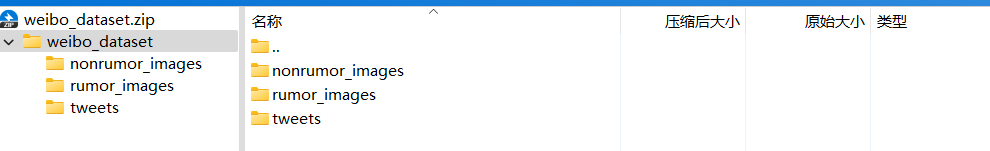 weibo_dataset.zip
weibo_dataset
nonrumor_images
rumor_images
tweets
名称 压缩后大小 原始大小 类型
..
nonrumor_images
rumor_images
tweets
ZIP